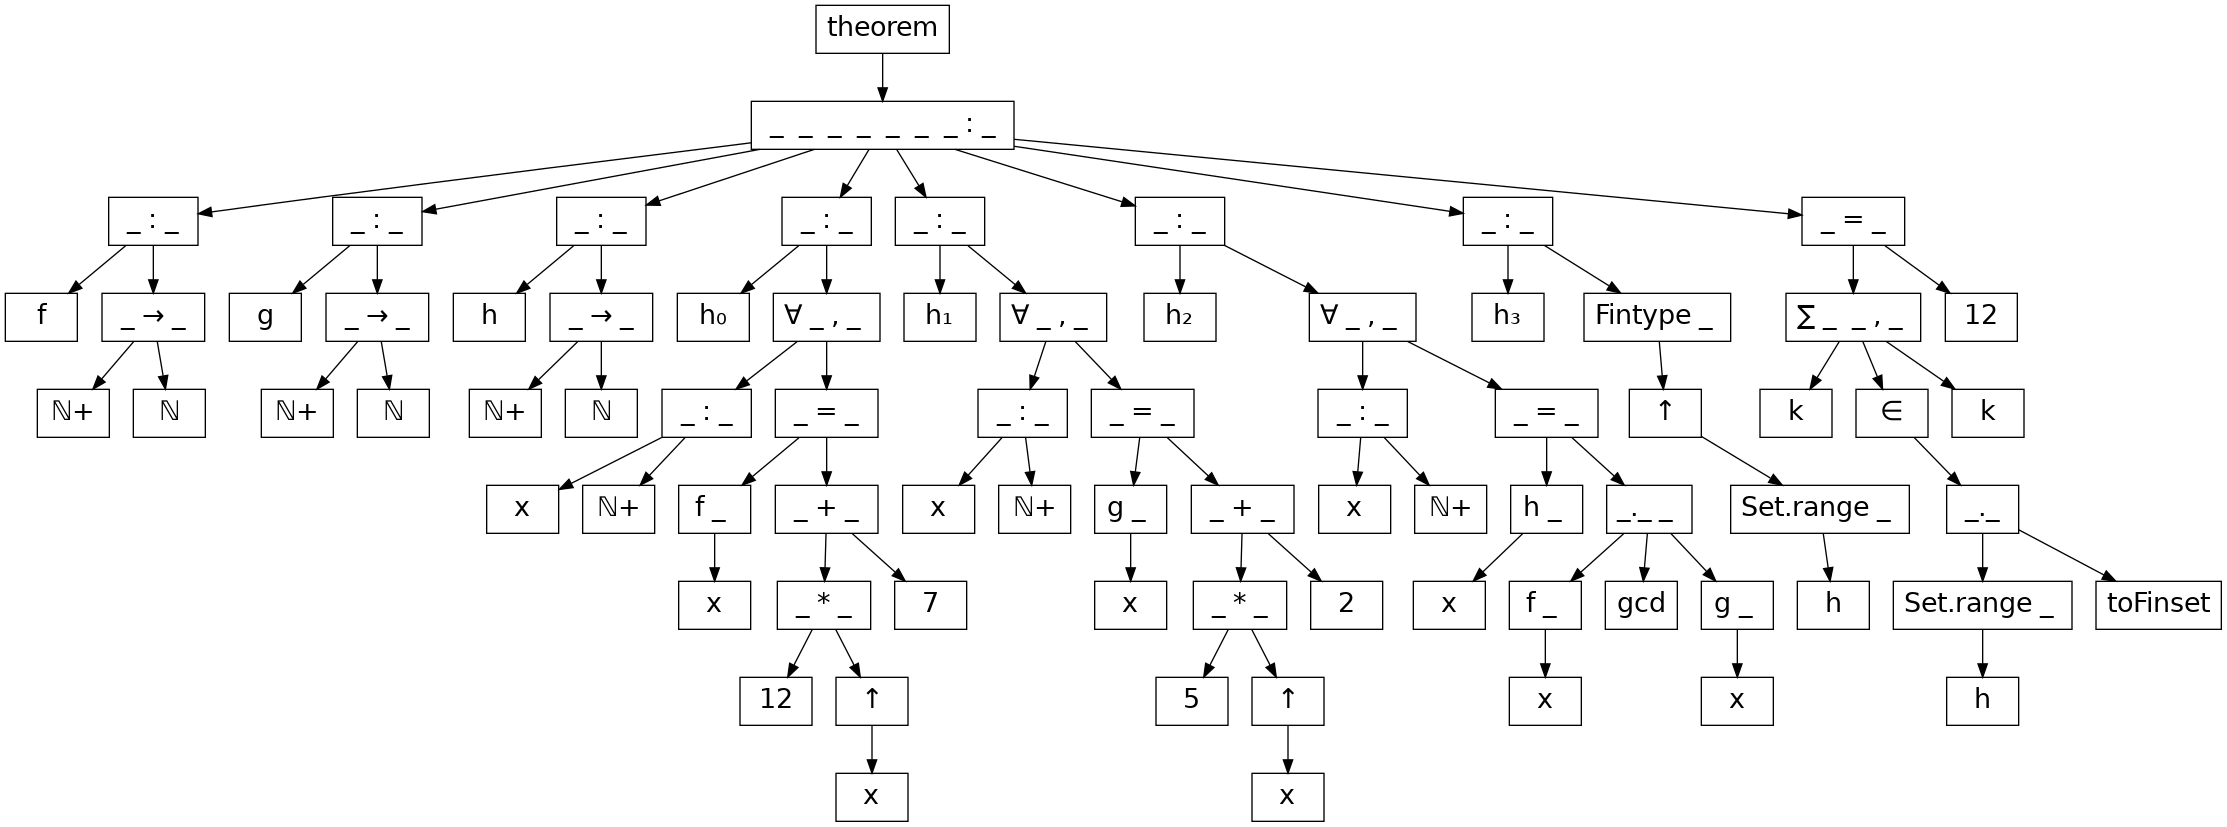 theorem
_ _ _ _ _ _ _ : _
_ : _ _ : _ _ : _ _ : _ _ : _ _ : _ _ : _ _ = _
f _ → _ g _ → _ h _ → _ h₀ ∀ _ , _ h₁ ∀ _ , _ h₂ ∀ _ , _ h₃ Fintype _ ∑ _ _ , _ 12
ℕ+ ℕ ℕ+ ℕ ℕ+ ℕ _ : _ _ = _ _ : _ _ = _ _ : _ _ = _ ↑ k ∈ k
x ℕ+ f _ _ + _ x ℕ+ g _ _ + _ x ℕ+ h _ _._ _ Set.range _ _._
x _ * _ 7 x _ * _ 2 x f _ gcd g _ h Set.range _ toFinset
12 ↑ 5 ↑ x x h
x x